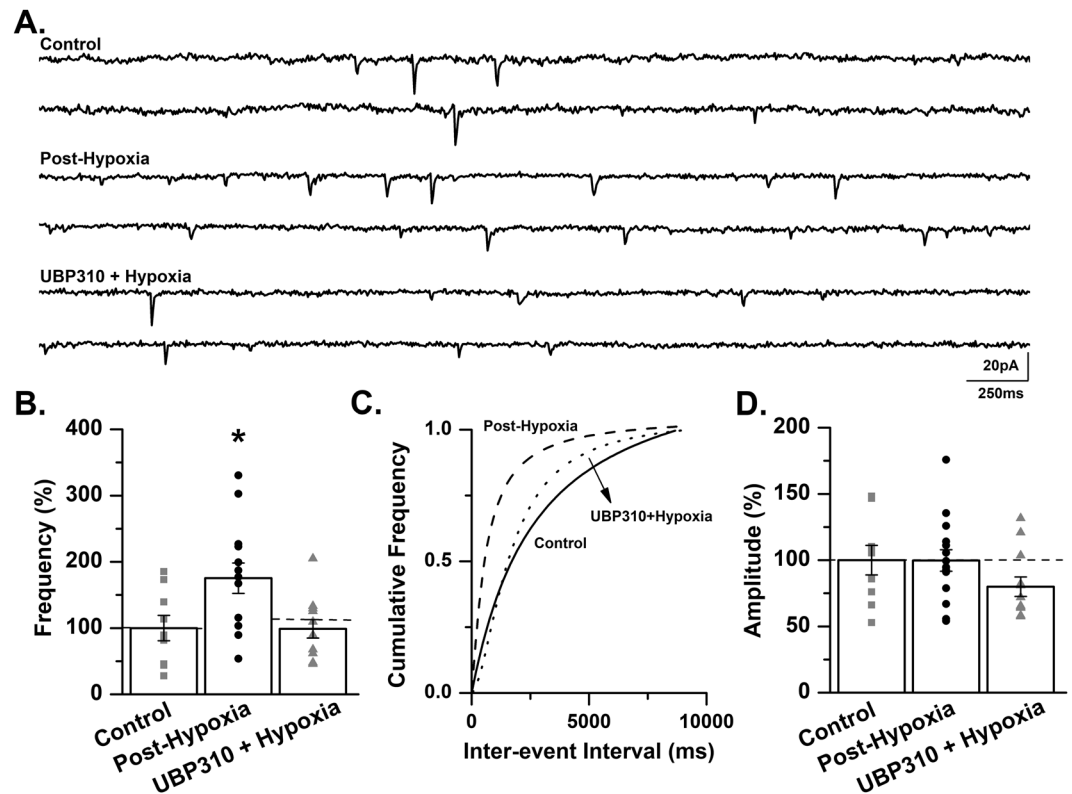 A.
Control
Post-Hypoxia
UBP310 + Hypoxia
20pA
250ms
B.
Frequency (%)
400
300
200
100
0
*
Control
Post-Hypoxia
UBP310 + Hypoxia
C.
Cumulative Frequency
1.0
0.5
0.0
Post-Hypoxia
UBP310+Hypoxia
Control
0 5000 10000
Inter-event Interval (ms)
D.
Amplitude (%)
200
150
100
50
0
Control
Post-Hypoxia
UBP310 + Hypoxia